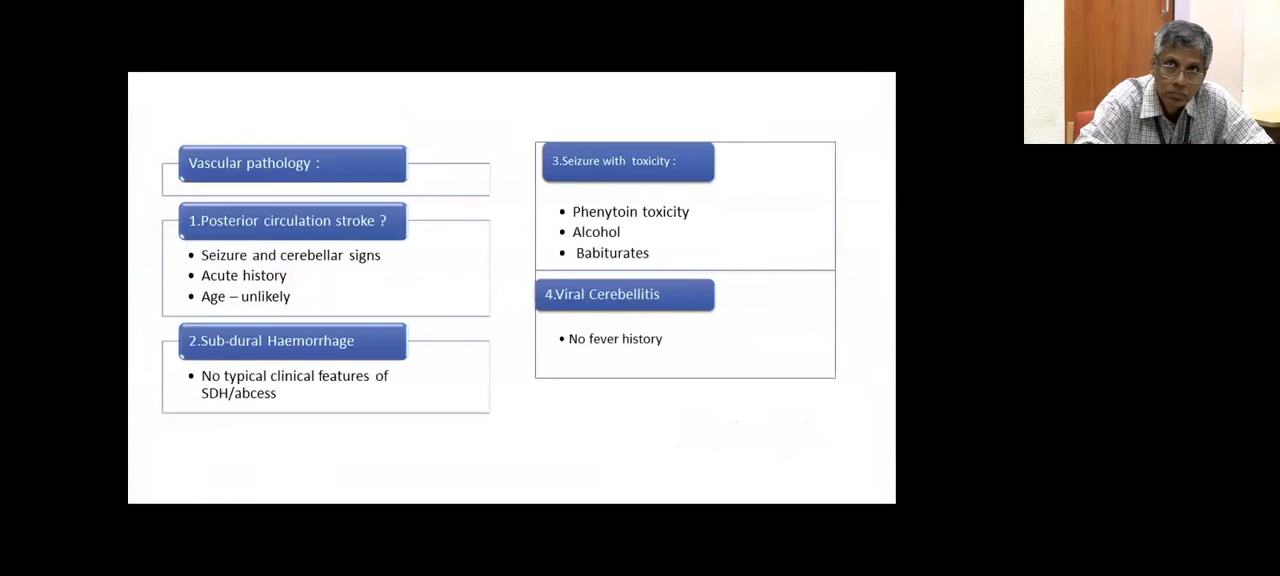 Vascular pathology :
1.Posterior circulation stroke ?
• Seizure and cerebellar signs
• Acute history
• Age – unlikely
2.Sub-dural Haemorrhage
• No typical clinical features of
SDH/abcess
3.Seizure with toxicity :
• Phenytoin toxicity
• Alcohol
• Babiturates
4.Viral Cerebellitis
• No fever history